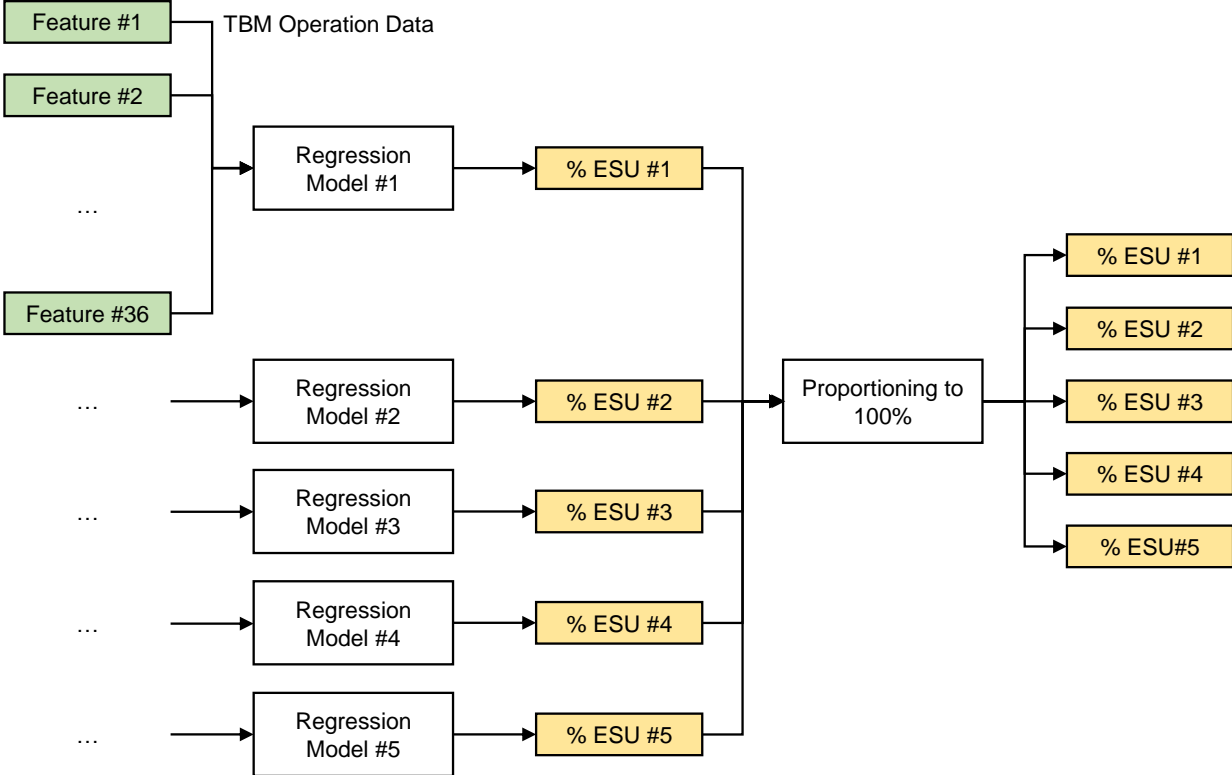 Feature #1
TBM Operation Data
Feature #2
Regression
Model #1
% ESU #1
…
% ESU #1
Feature #36
% ESU #2
…
Regression
Model #2
% ESU #2
Proportioning to
100%
% ESU #3
% ESU #4
…
Regression
Model #3
% ESU #3
% ESU#5
…
Regression
Model #4
% ESU #4
…
Regression
Model #5
% ESU #5